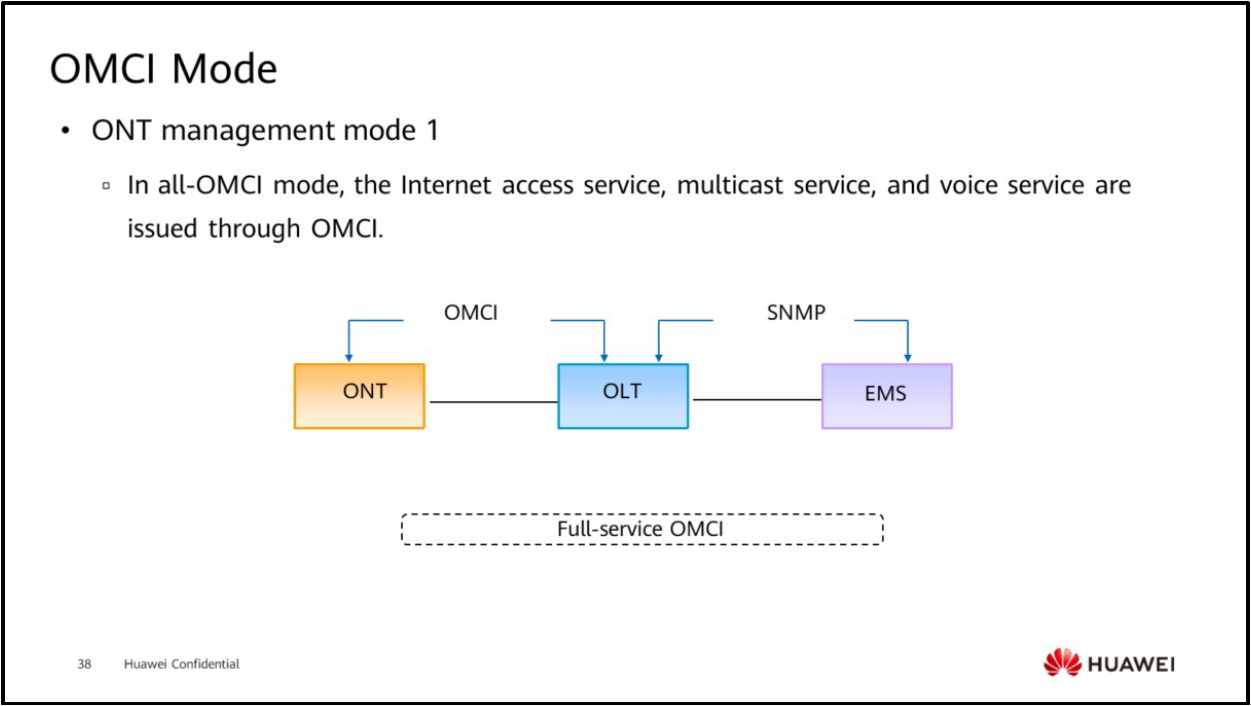 OMCI Mode
• ONT management mode 1
▫ In all-OMCI mode, the Internet access service, multicast service, and voice service are
issued through OMCI.
OMCI SNMP
ONT OLT EMS
Full-service OMCI
38 Huawei Confidential
HUAWEI